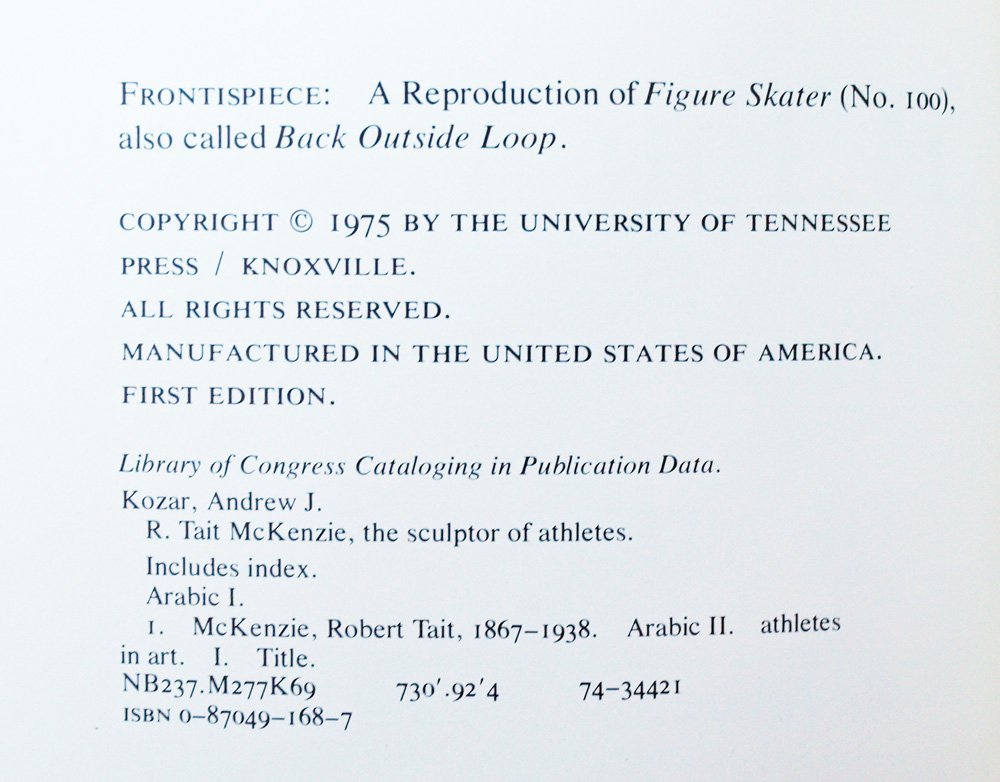 FRONTISPIECE: A Reproduction of Figure Skater (No. 100),
also called Back Outside Loop.
COPYRIGHT © 1975 BY THE UNIVERSITY OF TENNESSEE
PRESS / KNOXVILLE.
ALL RIGHTS RESERVED.
MANUFACTURED IN THE UNITED STATES OF AMERICA.
FIRST EDITION.
Library of Congress Cataloging in Publication Data.
Kozar, Andrew J.
R. Tait McKenzie, the sculptor of athletes.
Includes index.
Arabic I.
1. McKenzie, Robert Tait, 1867–1938. Arabic II. athletes
in art. I. Title.
NB237.M277K69 730′.92′4 74–34421
ISBN 0–87049–168–7